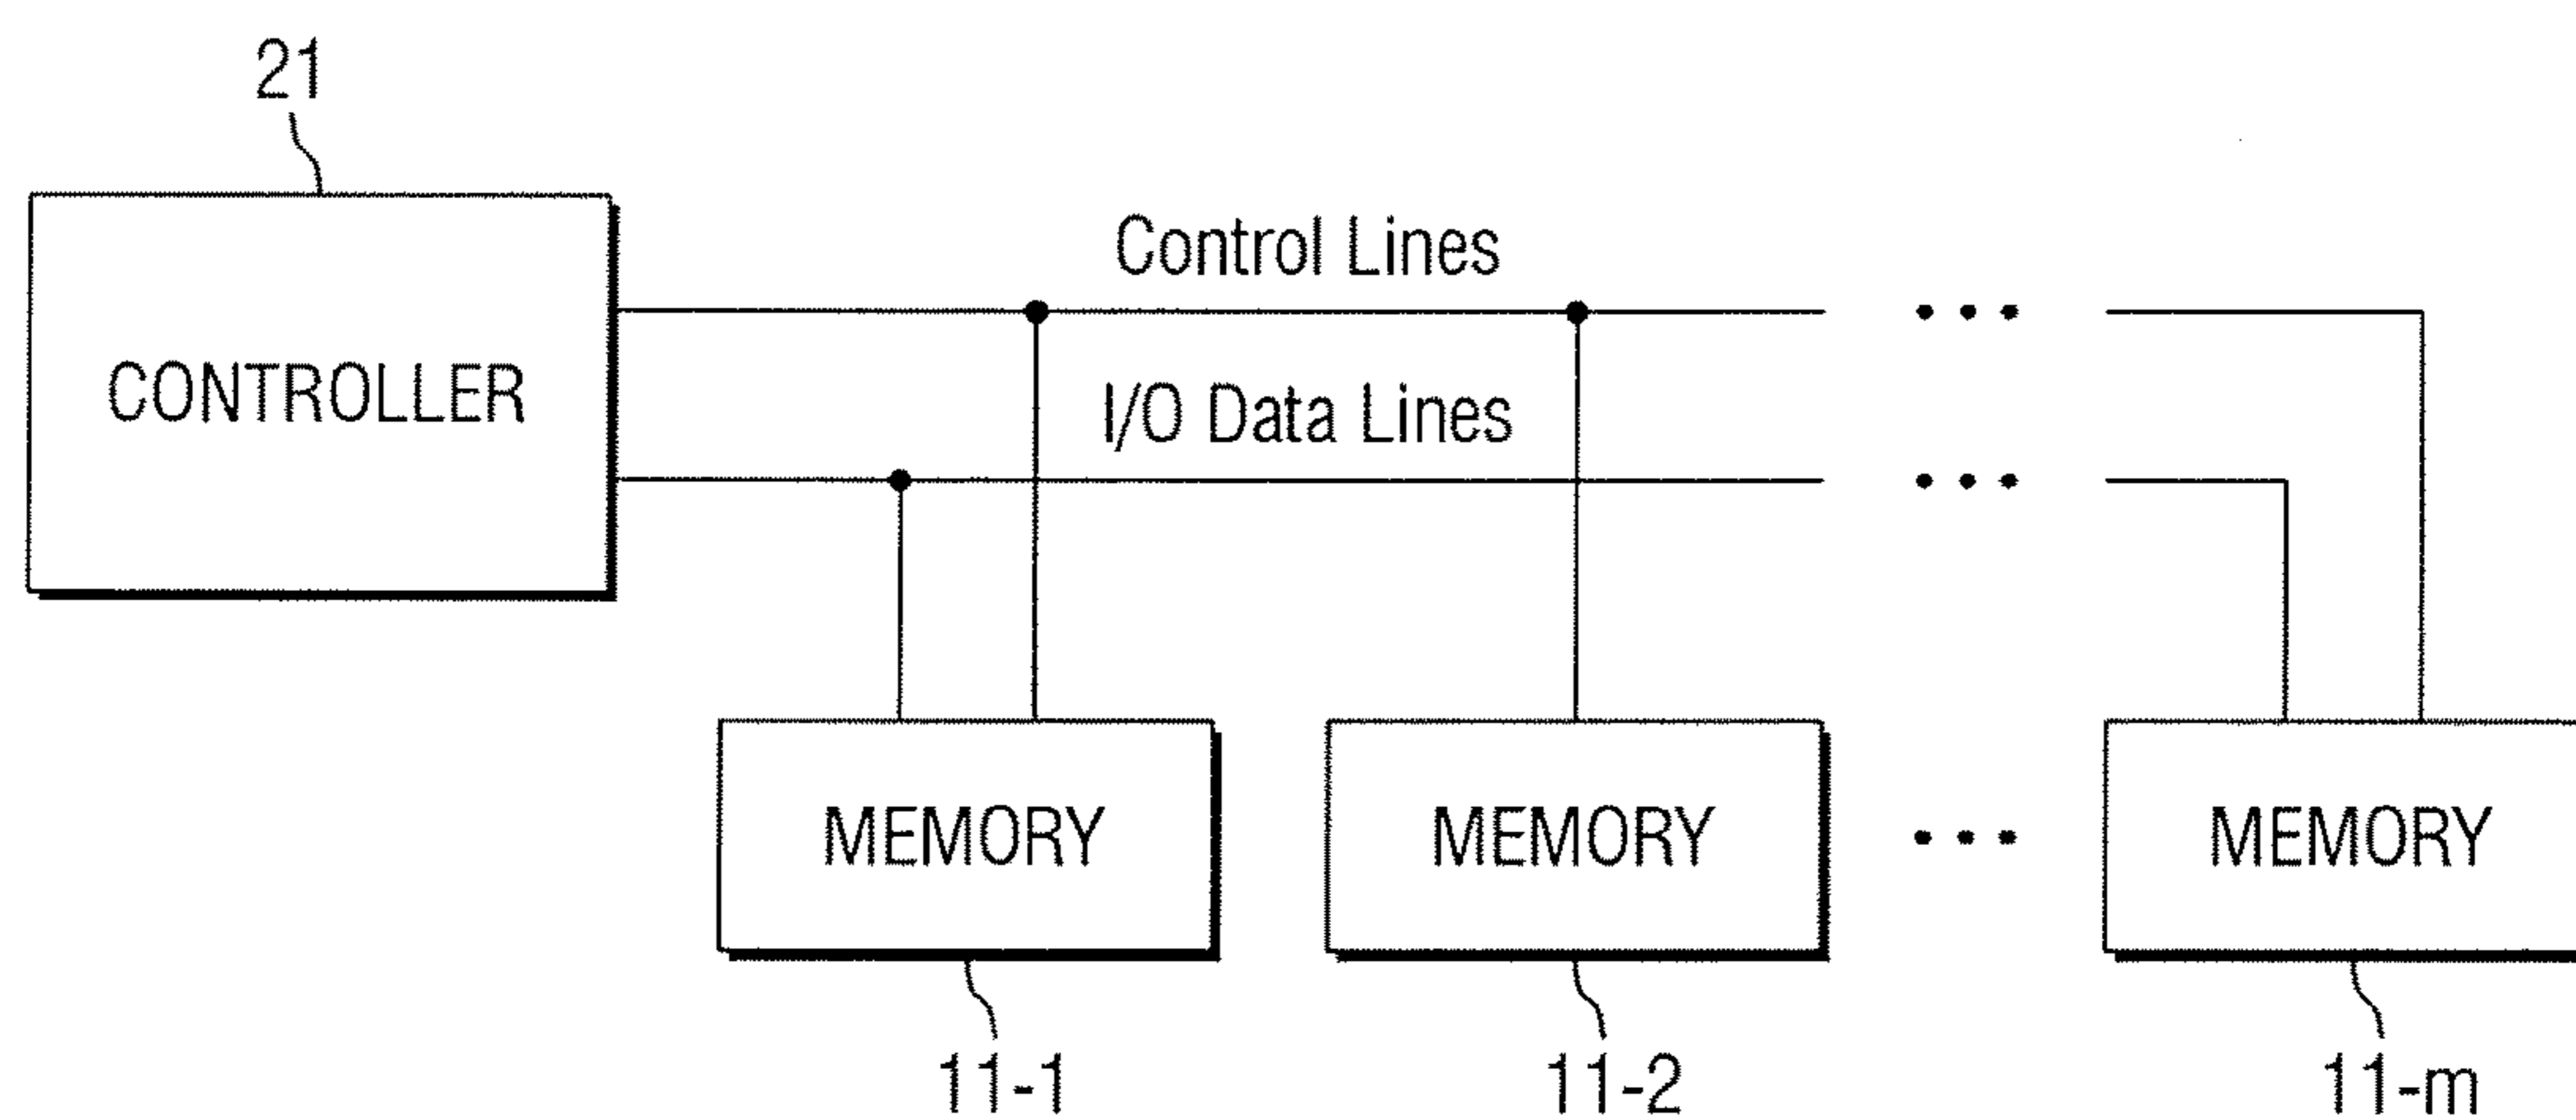 21
Control Lines
CONTROLLER
I/O Data Lines
• • •
• • •
MEMORY
MEMORY
• • •
MEMORY
11-1
11-2
11-m